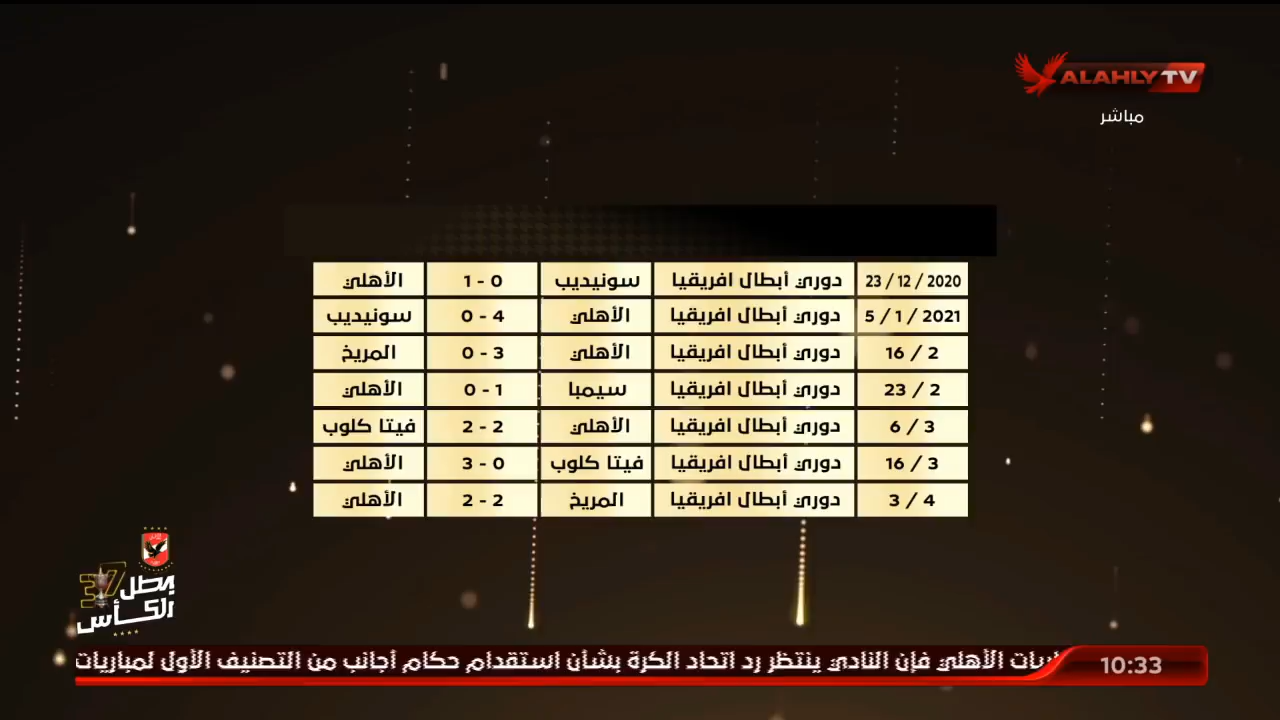 ALAHLY TV
مباشر
23 / 12 / 2020 دوري أبطال افريقيا سونيديب 1 - 0 الأهلي
5 / 1 / 2021 دوري أبطال افريقيا الأهلي 0 - 4 سونيديب
16 / 2 دوري أبطال افريقيا الأهلي 0 - 3 المريخ
23 / 2 دوري أبطال افريقيا سيمبا 0 - 1 الأهلي
6 / 3 دوري أبطال افريقيا الأهلي 2 - 2 فيتا كلوب
16 / 3 دوري أبطال افريقيا فيتا كلوب 3 - 0 الأهلي
3 / 4 دوري أبطال افريقيا المريخ 2 - 2 الأهلي
بطل 37
الكأس
10:33 الأهلي فإن النادي ينتظر رد اتحاد الكرة بشأن استقدام حكام أجانب من التصنيف الأول لمباريات